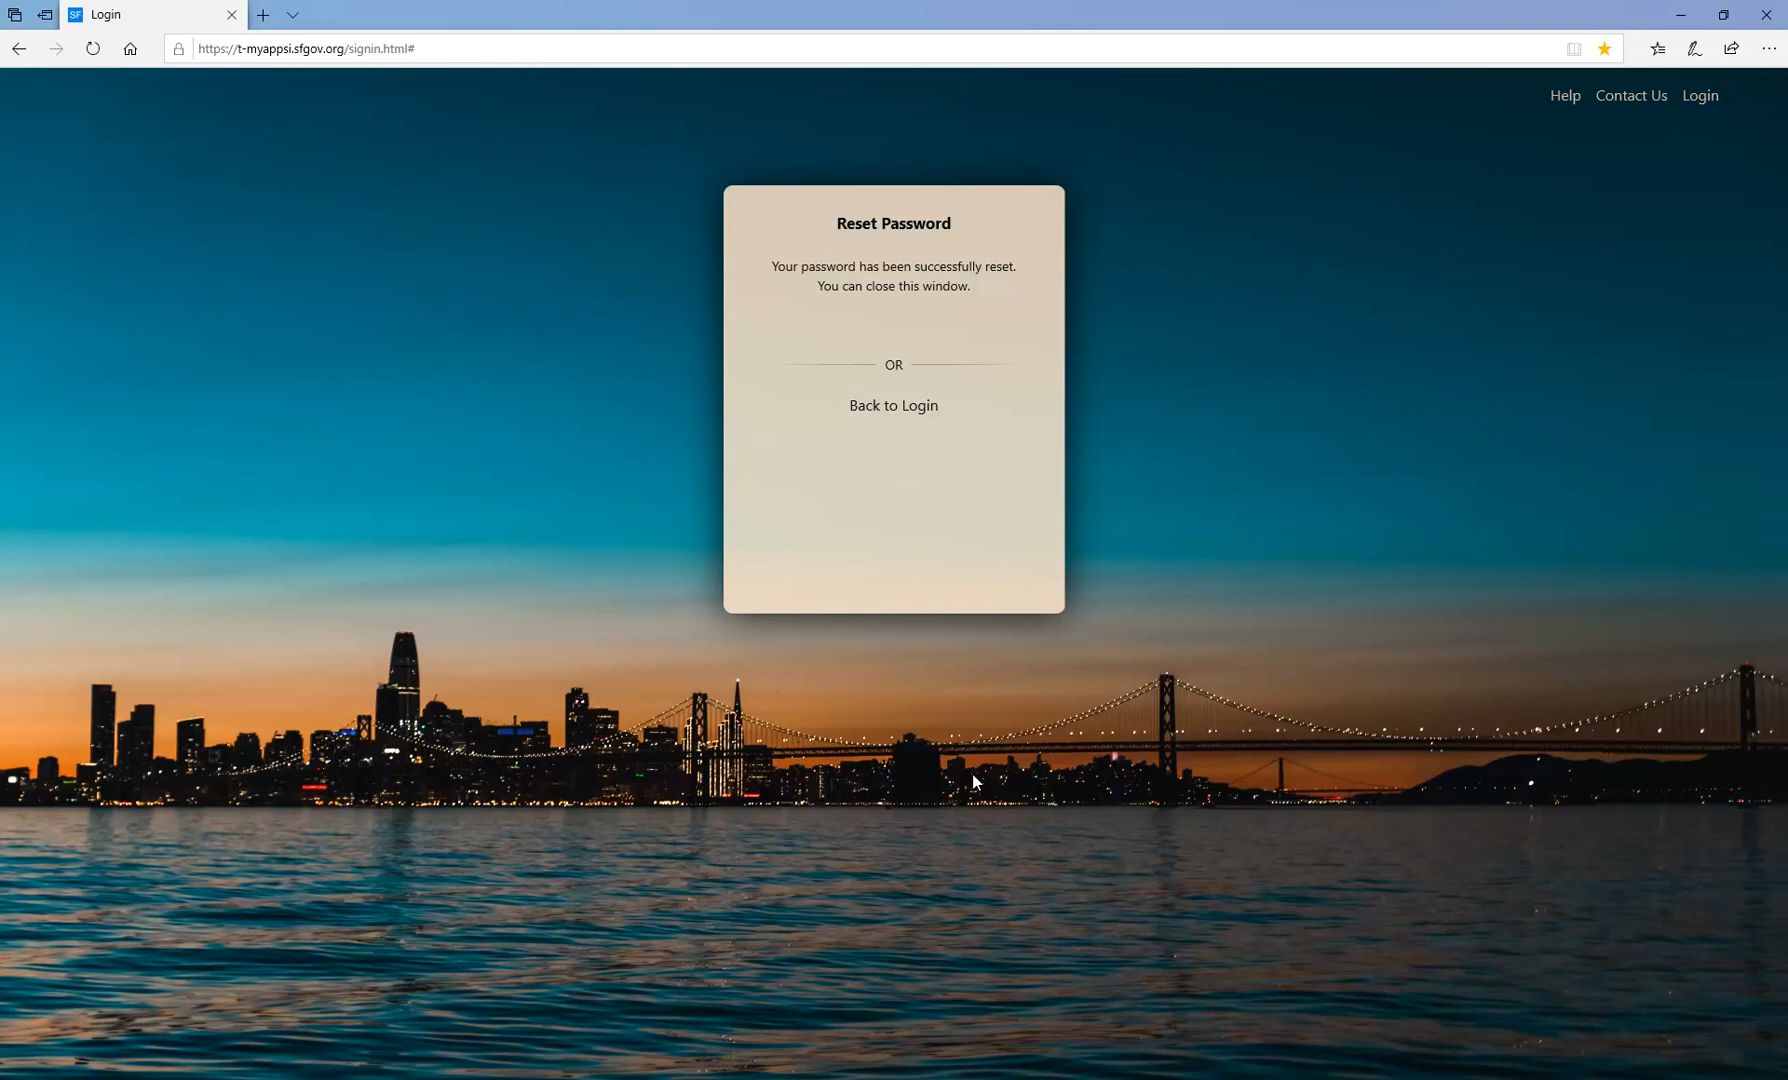 SF Login
https://t-myappsi.sfgov.org/signin.html#
Help Contact Us Login
Reset Password
Your password has been successfully reset.
You can close this window.
OR
Back to Login